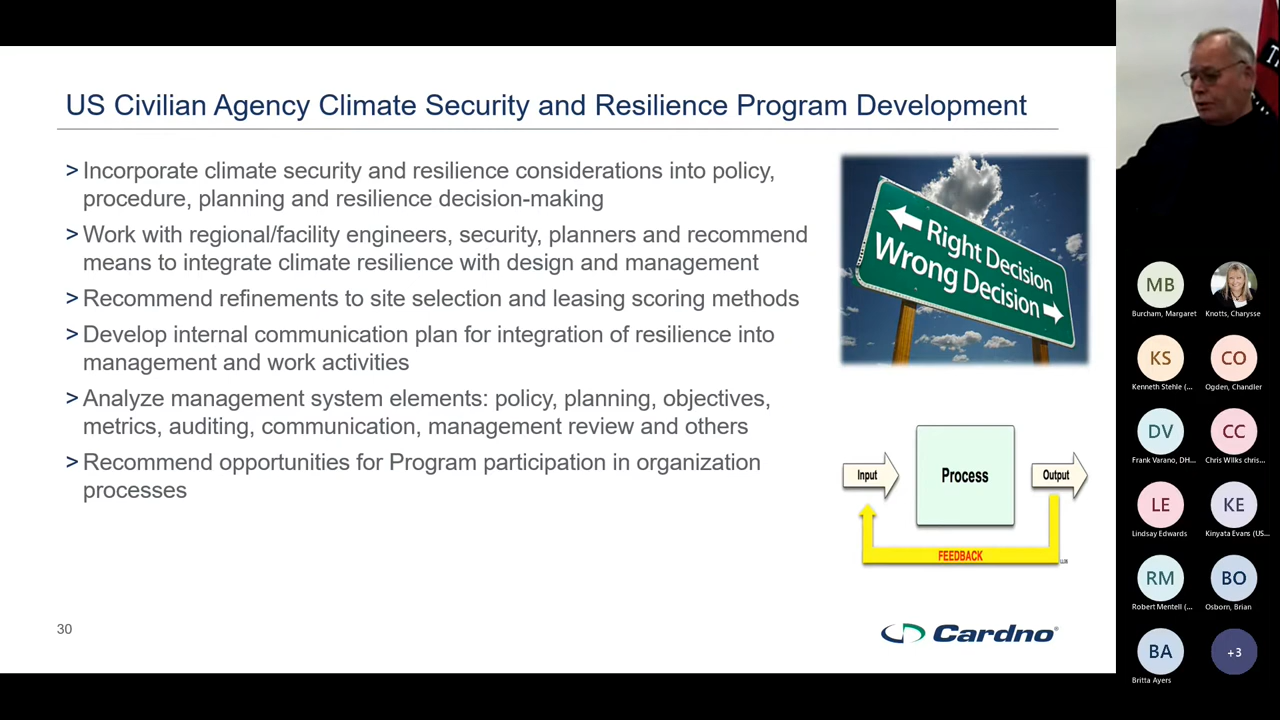 US Civilian Agency Climate Security and Resilience Program Development
> Incorporate climate security and resilience considerations into policy,
procedure, planning and resilience decision-making
> Work with regional/facility engineers, security, planners and recommend
means to integrate climate resilience with design and management
> Recommend refinements to site selection and leasing scoring methods
> Develop internal communication plan for integration of resilience into
management and work activities
> Analyze management system elements: policy, planning, objectives,
metrics, auditing, communication, management review and others
> Recommend opportunities for Program participation in organization
processes
Right Decision
Wrong Decision
Input
Process
Output
FEEDBACK
30
Cardno®
MB
Burcham, Margaret
Knotts, Charysse
KS
Kenneth Stehle (...
CO
Ogden, Chandler
DV
Frank Varano, DH...
CC
Chris Wilks chris...
LE
Lindsay Edwards
KE
Kinyata Evans (US...
RM
Robert Mentell (...
BO
Osborn, Brian
BA
Britta Ayers
+3